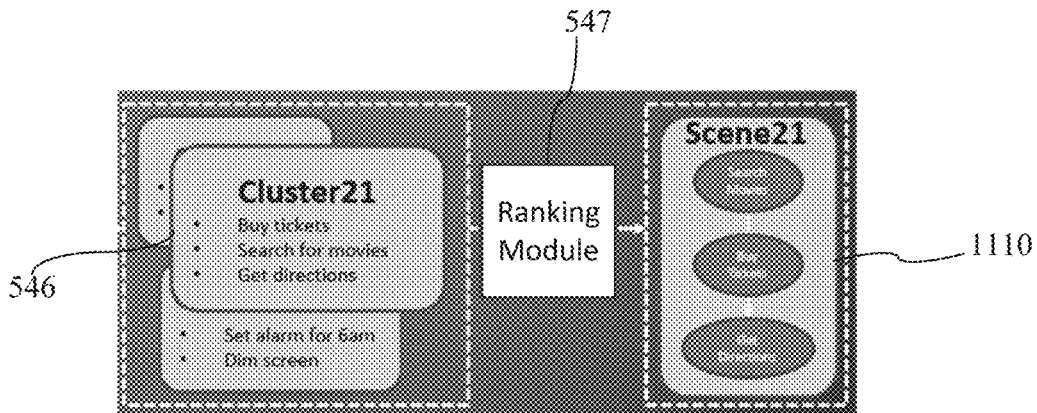 547
Scene21
Cluster21
• Buy tickets
• Search for movies
• Get directions
Ranking
Module
1110
546
• Set alarm for 6am
• Dim screen